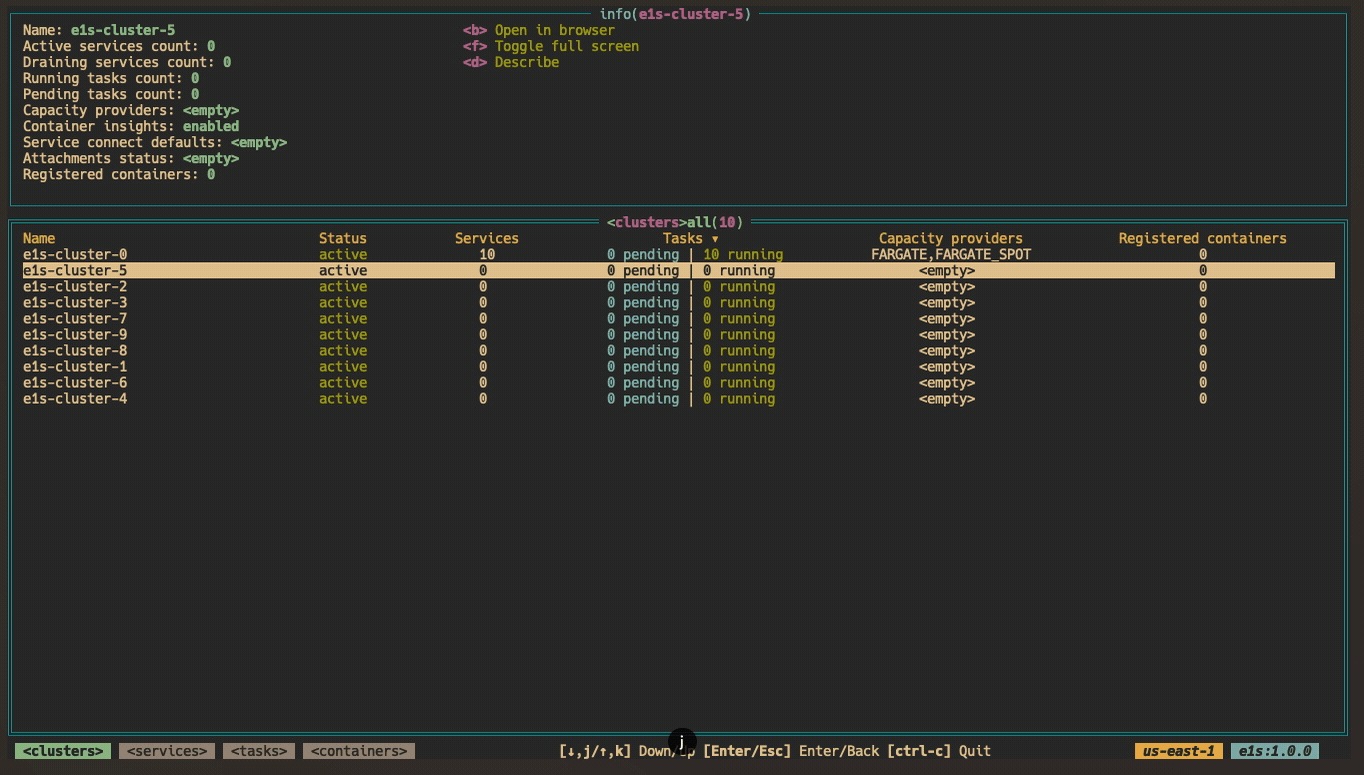 info(e1s-cluster-5)
Name: e1s-cluster-5 <b> Open in browser
Active services count: 0 <f> Toggle full screen
Draining services count: 0 <d> Describe
Running tasks count: 0
Pending tasks count: 0
Capacity providers: <empty>
Container insights: enabled
Service connect defaults: <empty>
Attachments status: <empty>
Registered containers: 0
<clusters>all(10)
Name Status Services Tasks ▾ Capacity providers Registered containers
e1s-cluster-0 active 10 0 pending | 10 running FARGATE,FARGATE_SPOT 0
e1s-cluster-5 active 0 0 pending | 0 running <empty> 0
e1s-cluster-2 active 0 0 pending | 0 running <empty> 0
e1s-cluster-3 active 0 0 pending | 0 running <empty> 0
e1s-cluster-7 active 0 0 pending | 0 running <empty> 0
e1s-cluster-9 active 0 0 pending | 0 running <empty> 0
e1s-cluster-8 active 0 0 pending | 0 running <empty> 0
e1s-cluster-1 active 0 0 pending | 0 running <empty> 0
e1s-cluster-6 active 0 0 pending | 0 running <empty> 0
e1s-cluster-4 active 0 0 pending | 0 running <empty> 0
j
<clusters> <services> <tasks> <containers> [↓,j/↑,k] Down/Up [Enter/Esc] Enter/Back [ctrl-c] Quit us-east-1 e1s:1.0.0